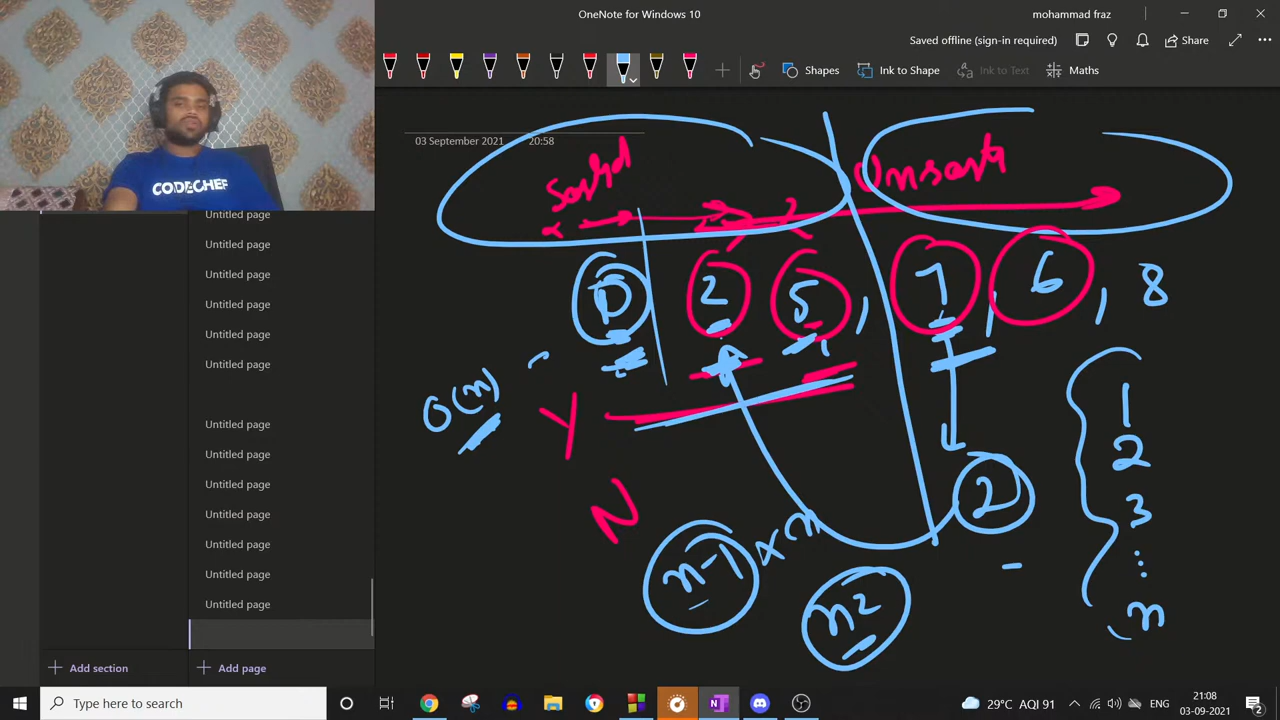 OneNote for Windows 10
mohammad fraz
Saved offline (sign-in required)
Share
Shapes
Ink to Shape
Ink to Text
Maths
03 September 2021 20:58
CODECHEF
Untitled page
Untitled page
Untitled page
Untitled page
Untitled page
Untitled page
Untitled page
Untitled page
Untitled page
Untitled page
Untitled page
Untitled page
Untitled page
2 5, 7, 6, 8
O(n)
Y
N
2
n-1 x n
n2
1
2
3
⋮
n
Add section
Add page
Type here to search
29°C AQI 91
ENG
21:08
03-09-2021
2